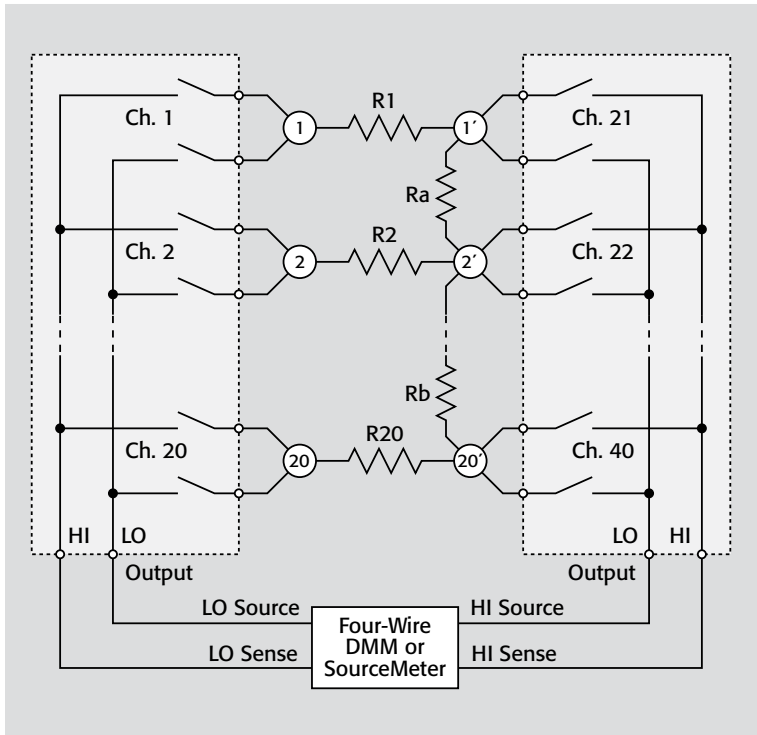 R1
Ch. 1
1
1´
Ch. 21
Ra
R2
Ch. 2
2
2´
Ch. 22
Rb
R20
Ch. 20
20
20´
Ch. 40
HI
LO
LO
HI
Output
Output
LO Source
HI Source
Four-Wire
DMM or
SourceMeter
LO Sense
HI Sense